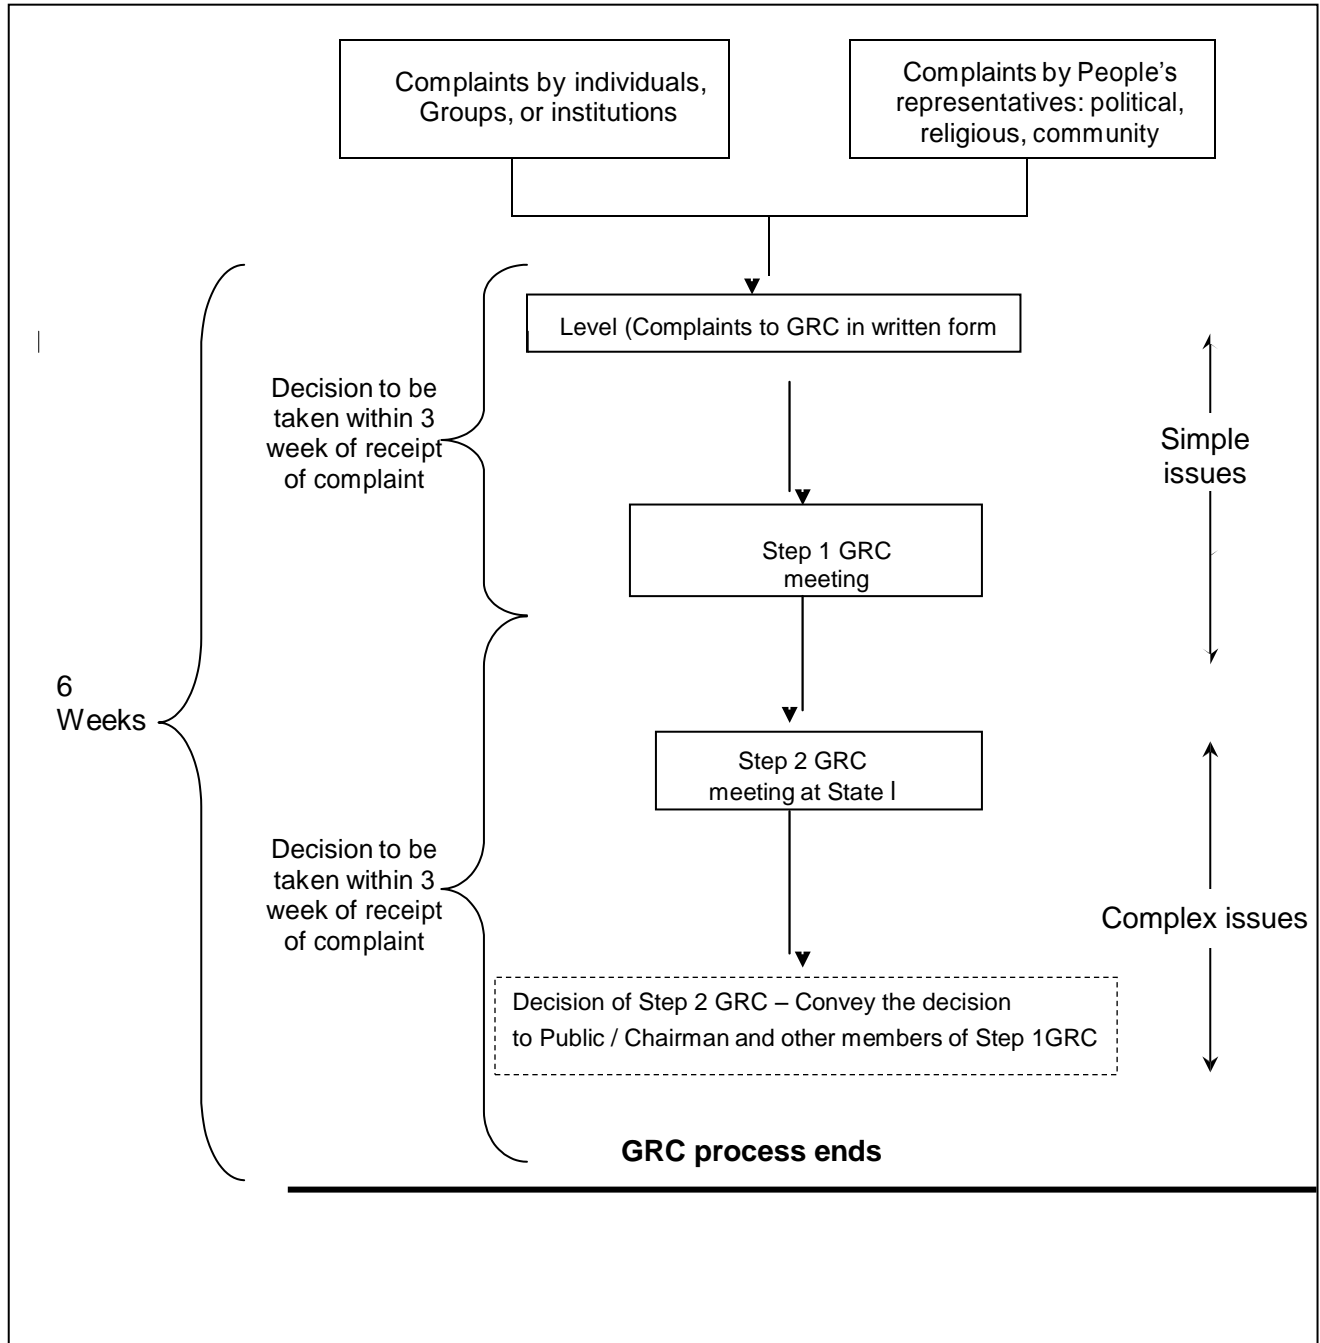 Complaints by individuals,
Groups, or institutions
Complaints by People's
representatives: political,
religious, community
Level (Complaints to GRC in written form
Decision to be
taken within 3
week of receipt
of complaint
Simple
issues
Step 1 GRC
meeting
6
Weeks
Step 2 GRC
meeting at State l
Decision to be
taken within 3
week of receipt
of complaint
Complex issues
Decision of Step 2 GRC – Convey the decision
to Public / Chairman and other members of Step 1GRC
GRC process ends